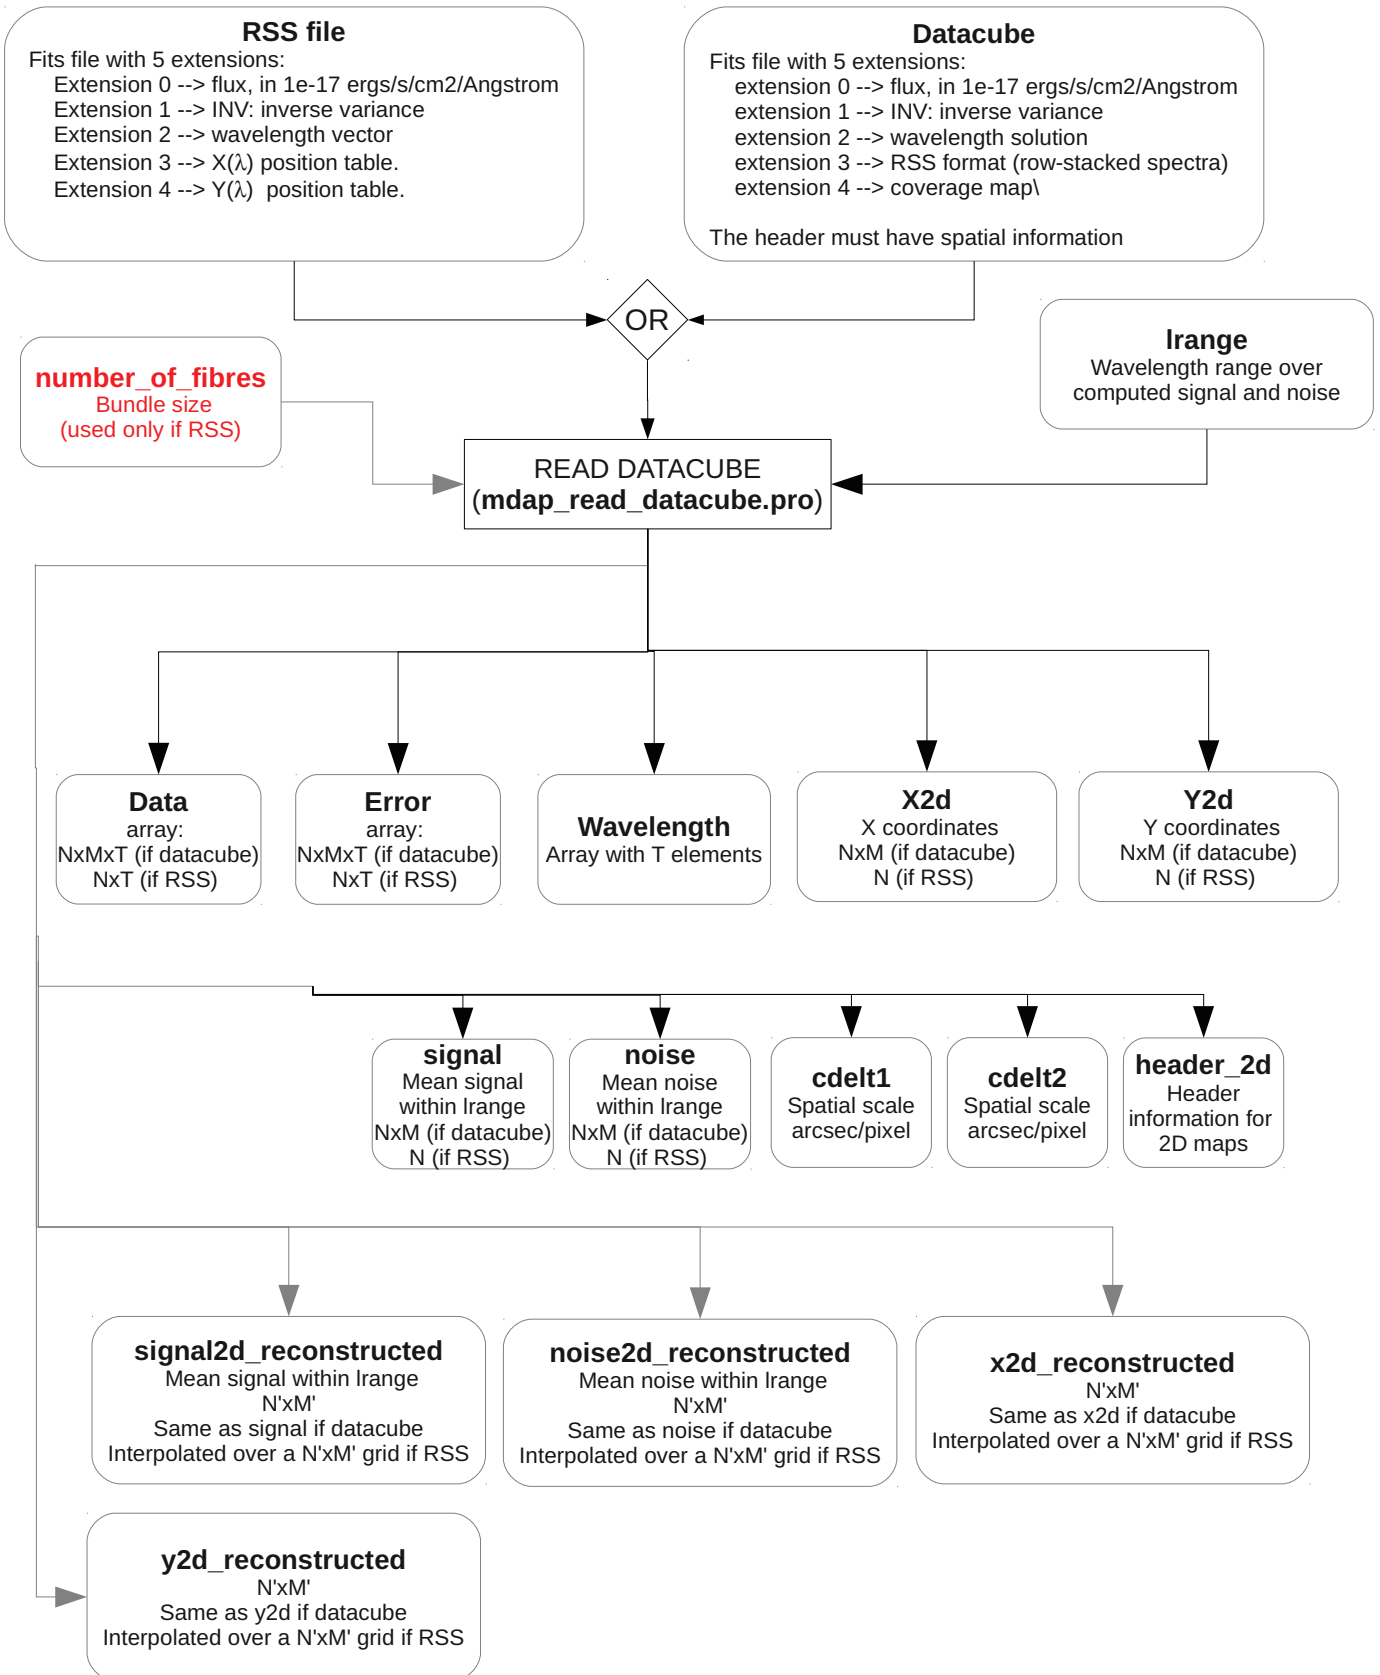 RSS file
Fits file with 5 extensions:
Extension 0 --> flux, in 1e-17 ergs/s/cm2/Angstrom
Extension 1 --> INV: inverse variance
Extension 2 --> wavelength vector
Extension 3 --> X(λ) position table.
Extension 4 --> Y(λ)  position table.
Datacube
Fits file with 5 extensions:
extension 0 --> flux, in 1e-17 ergs/s/cm2/Angstrom
extension 1 --> INV: inverse variance
extension 2 --> wavelength solution
extension 3 --> RSS format (row-stacked spectra)
extension 4 --> coverage map\
The header must have spatial information
OR
number_of_fibres
Bundle size
(used only if RSS)
lrange
Wavelength range over
computed signal and noise
READ DATACUBE
(mdap_read_datacube.pro)
Data
array:
NxMxT (if datacube)
NxT (if RSS)
Error
array:
NxMxT (if datacube)
NxT (if RSS)
Wavelength
Array with T elements
X2d
X coordinates
NxM (if datacube)
N (if RSS)
Y2d
Y coordinates
NxM (if datacube)
N (if RSS)
signal
Mean signal
within lrange
NxM (if datacube)
N (if RSS)
noise
Mean noise
within lrange
NxM (if datacube)
N (if RSS)
cdelt1
Spatial scale
arcsec/pixel
cdelt2
Spatial scale
arcsec/pixel
header_2d
Header
information for
2D maps
signal2d_reconstructed
Mean signal within lrange
N'xM'
Same as signal if datacube
Interpolated over a N'xM' grid if RSS
noise2d_reconstructed
Mean noise within lrange
N'xM'
Same as noise if datacube
Interpolated over a N'xM' grid if RSS
x2d_reconstructed
N'xM'
Same as x2d if datacube
Interpolated over a N'xM' grid if RSS
y2d_reconstructed
N'xM'
Same as y2d if datacube
Interpolated over a N'xM' grid if RSS